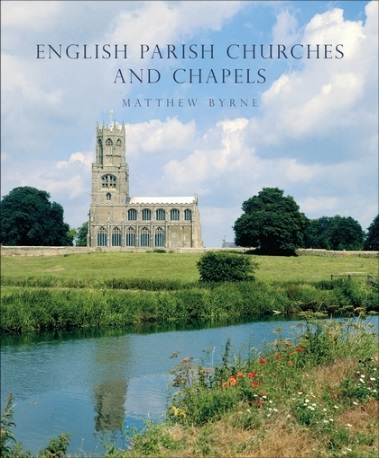 ENGLISH PARISH CHURCHES
AND CHAPELS
MATTHEW BYRNE